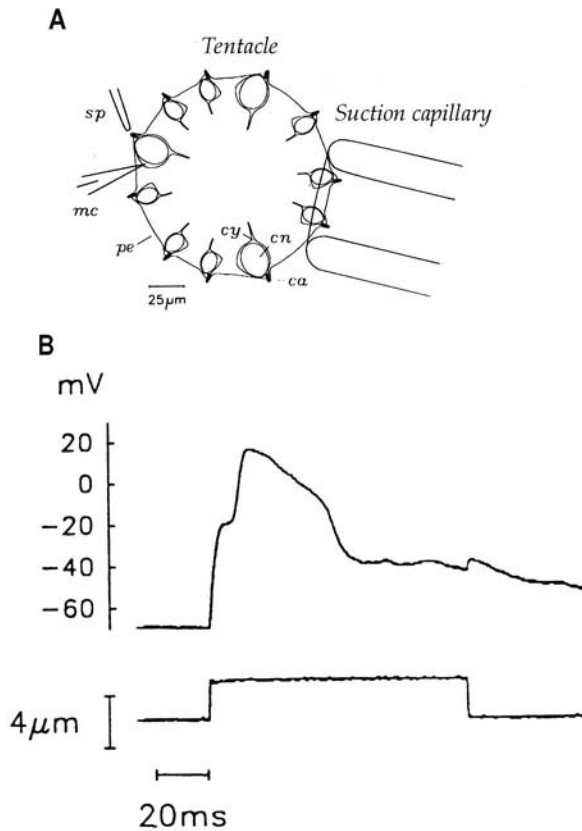 A
Tentacle
sp
Suction capillary
mc
pe
cy
cn
ca
25μm
B
mV
20
0
−20
−40
−60
4μm
20ms